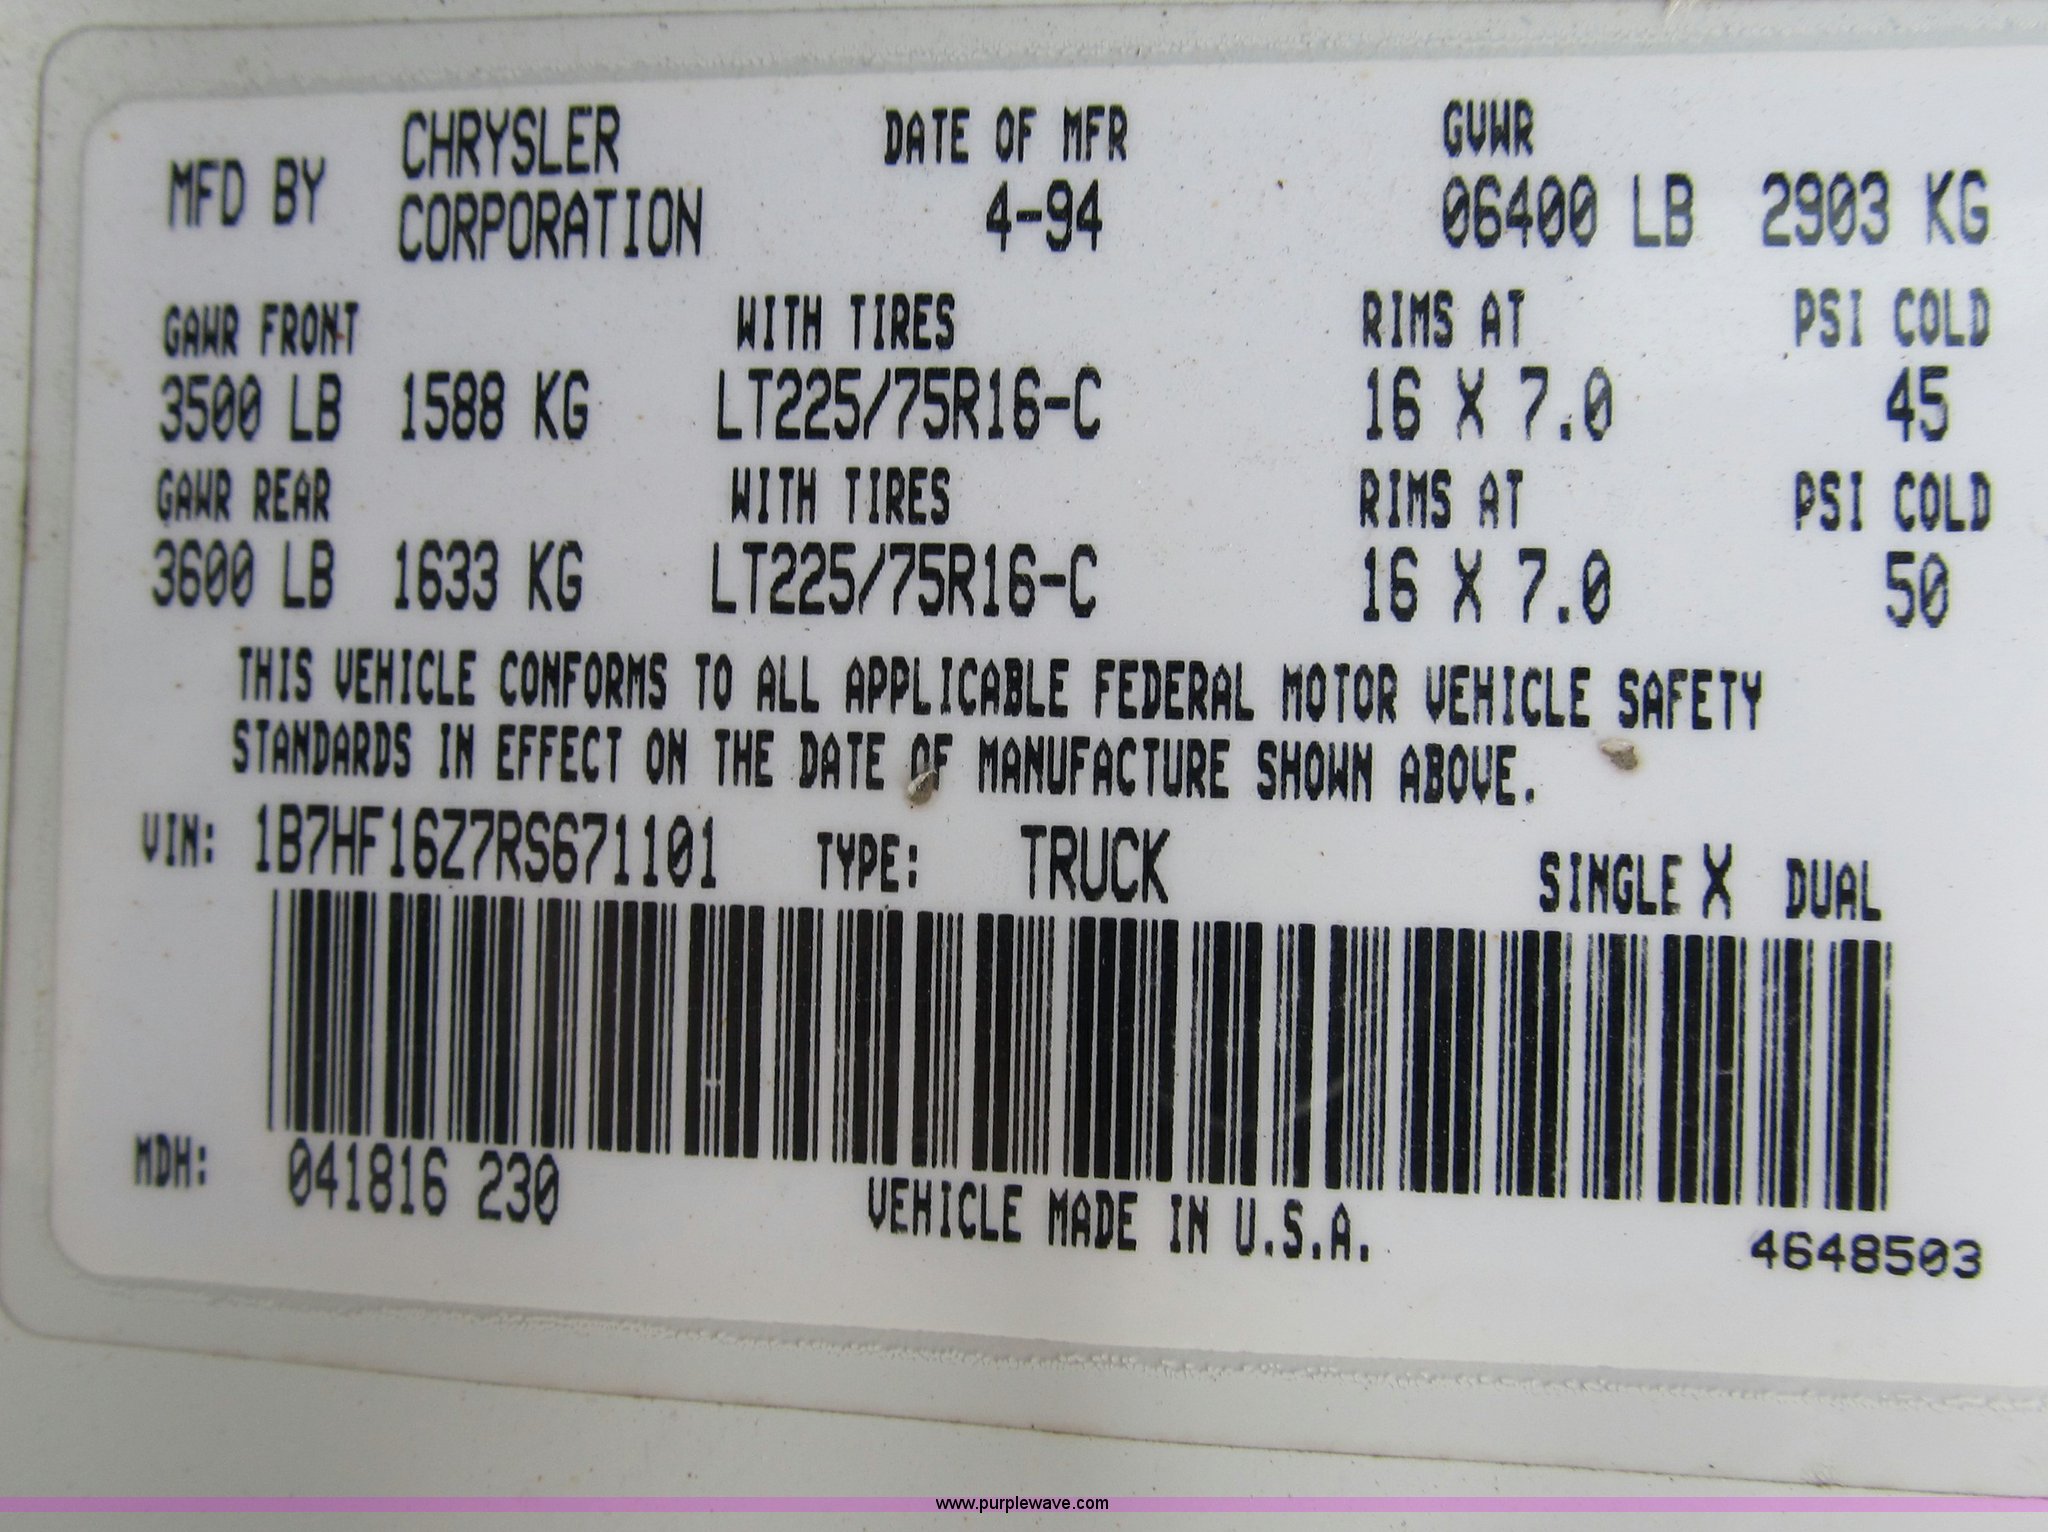 MFD BY CHRYSLER CORPORATION
DATE OF MFR
4-94
GVWR
06400 LB 2903 KG
GAWR FRONT WITH TIRES RIMS AT PSI COLD
3500 LB 1588 KG LT225/75R16-C 16 X 7.0 45
GAWR REAR WITH TIRES RIMS AT PSI COLD
3600 LB 1633 KG LT225/75R16-C 16 X 7.0 50
THIS VEHICLE CONFORMS TO ALL APPLICABLE FEDERAL MOTOR VEHICLE SAFETY
STANDARDS IN EFFECT ON THE DATE OF MANUFACTURE SHOWN ABOVE.
VIN: 1B7HF16Z7RS671101 TYPE: TRUCK SINGLE X DUAL
MDH: 041816 230
VEHICLE MADE IN U.S.A.
4648503
www.purplewave.com